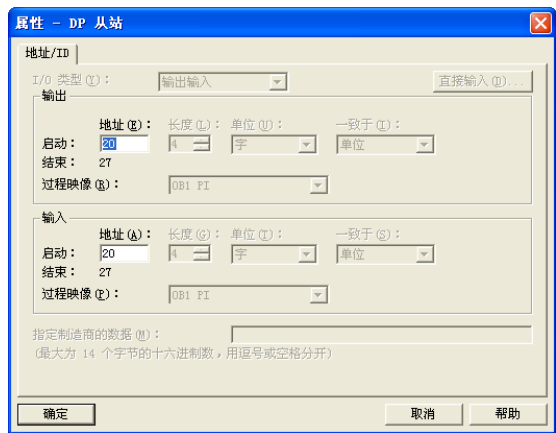 属性 - DP 从站
地址/ID
I/O 类型(Y): 输出输入 直接输入(D)...
输出
地址(E): 长度(L): 单位(U): 一致于(I):
启动: 20 4 字 单位
结束: 27
过程映像(R): OB1 PI
输入
地址(A): 长度(G): 单位(T): 一致于(S):
启动: 20 4 字 单位
结束: 27
过程映像(P): OB1 PI
指定制造商的数据(M):
(最大为 14 个字节的十六进制数,用逗号或空格分开)
确定 取消 帮助